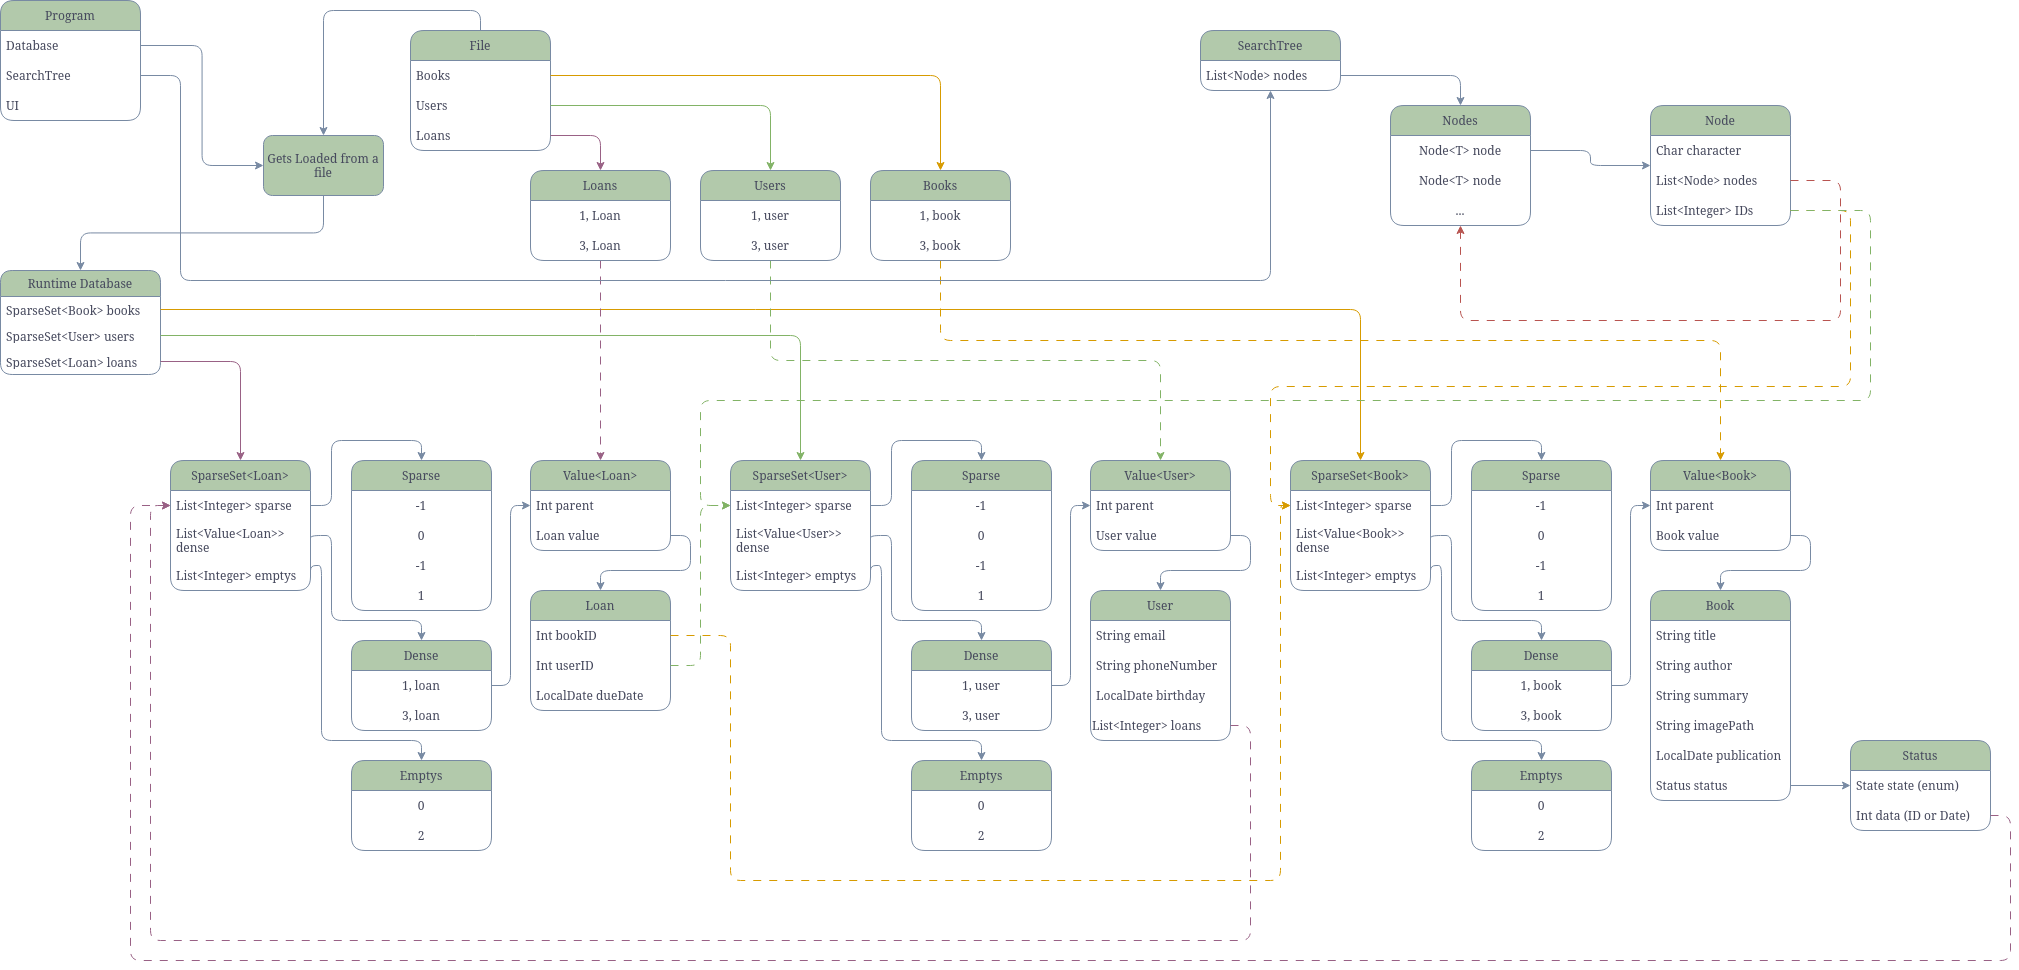 Program
Database
SearchTree
UI
File
Books
Users
Loans
Gets Loaded from a
file
SearchTree
List<Node> nodes
Nodes
Node<T> node
Node<T> node
...
Node
Char character
List<Node> nodes
List<Integer> IDs
Loans
1, Loan
3, Loan
Users
1, user
3, user
Books
1, book
3, book
Runtime Database
SparseSet<Book> books
SparseSet<User> users
SparseSet<Loan> loans
SparseSet<Loan>
List<Integer> sparse
List<Value<Loan>>
dense
List<Integer> emptys
Sparse
-1
0
-1
1
Dense
1, loan
3, loan
Emptys
0
2
Value<Loan>
Int parent
Loan value
Loan
Int bookID
Int userID
LocalDate dueDate
SparseSet<User>
List<Integer> sparse
List<Value<User>>
dense
List<Integer> emptys
Sparse
-1
0
-1
1
Dense
1, user
3, user
Emptys
0
2
Value<User>
Int parent
User value
User
String email
String phoneNumber
LocalDate birthday
List<Integer> loans
SparseSet<Book>
List<Integer> sparse
List<Value<Book>>
dense
List<Integer> emptys
Sparse
-1
0
-1
1
Dense
1, book
3, book
Emptys
0
2
Value<Book>
Int parent
Book value
Book
String title
String author
String summary
String imagePath
LocalDate publication
Status status
Status
State state (enum)
Int data (ID or Date)